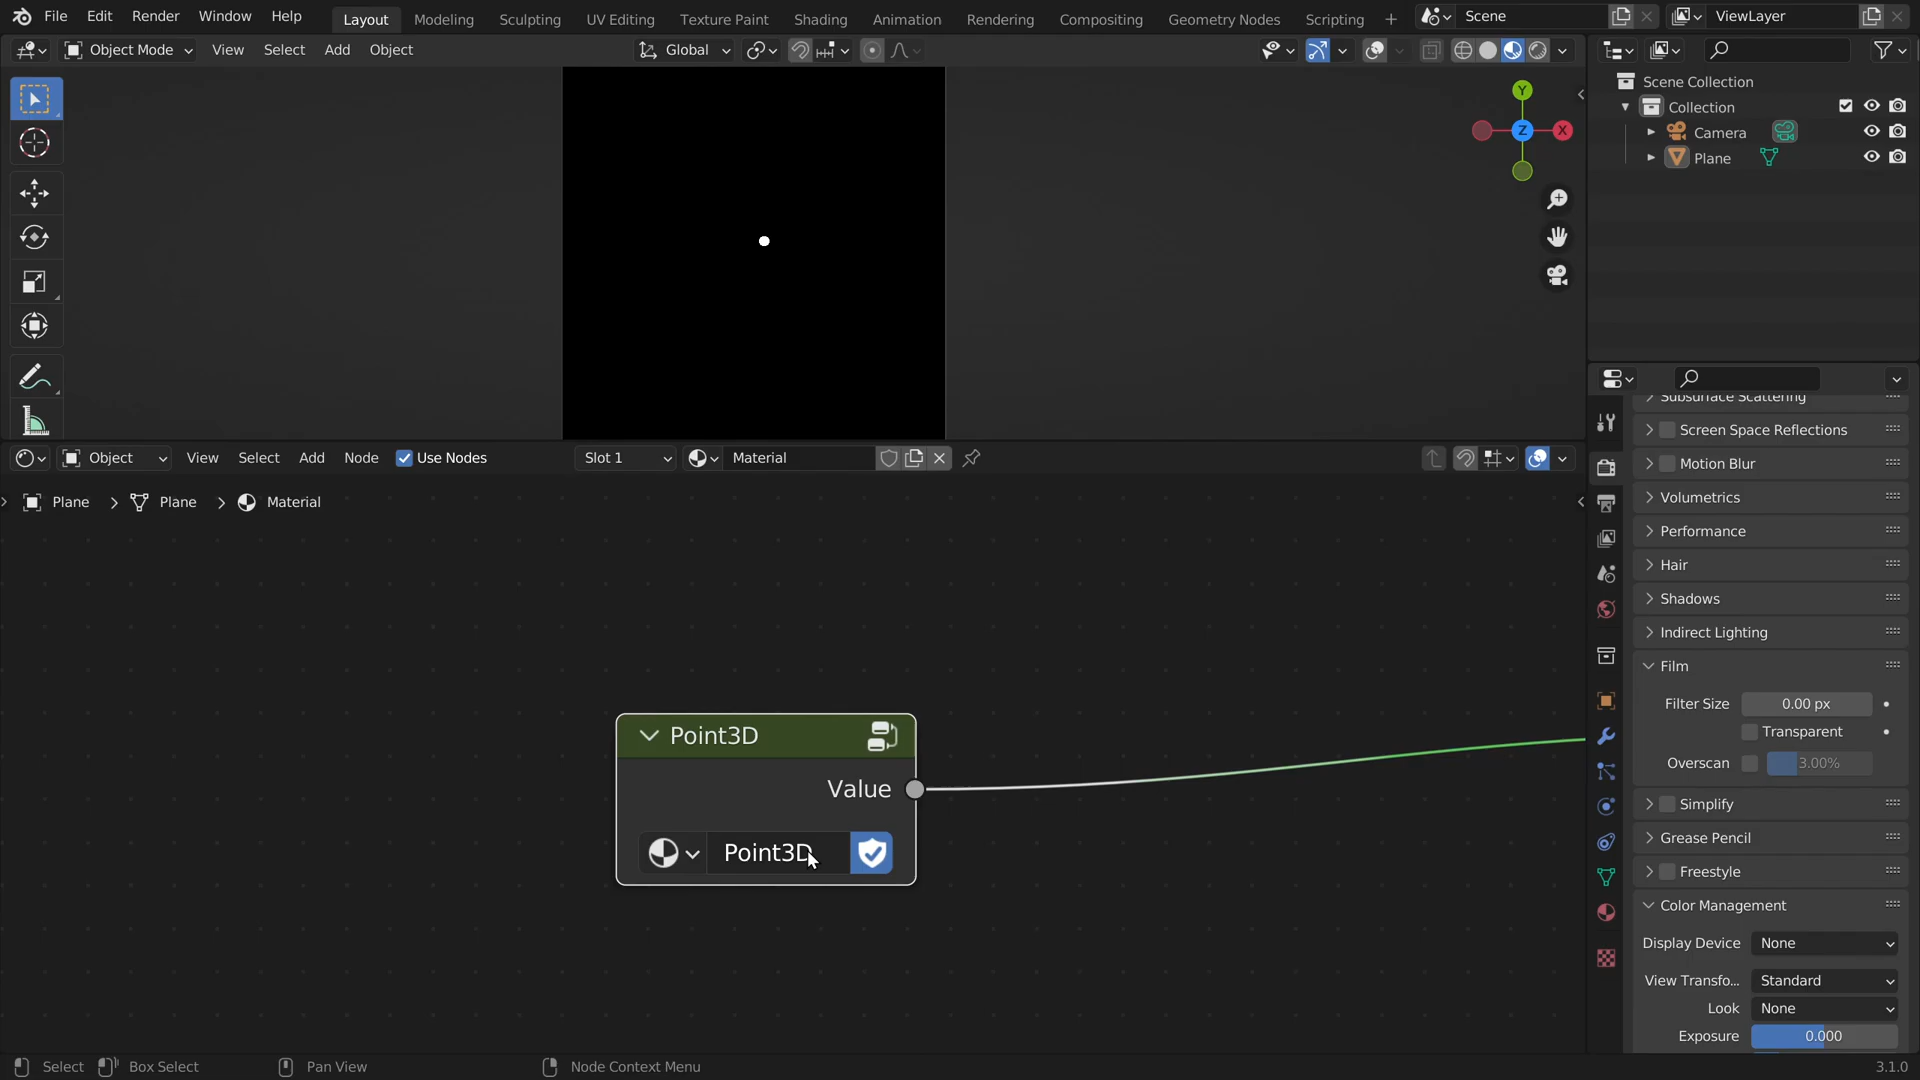 File Edit Render Window Help Layout Modeling Sculpting UV Editing Texture Paint Shading Animation Rendering Compositing Geometry Nodes Scripting + Scene ViewLayer
Object Mode View Select Add Object Global
Scene Collection
Collection
Camera
Plane
Y
Z X
Subsurface Scattering
Screen Space Reflections
Motion Blur
Volumetrics
Performance
Hair
Shadows
Indirect Lighting
Film
Filter Size 0.00 px
Transparent
Overscan 3.00%
Simplify
Grease Pencil
Freestyle
Color Management
Display Device None
View Transfo... Standard
Look None
Exposure 0.000
Object View Select Add Node Use Nodes Slot 1 Material
Plane > Plane > Material
Point3D
Value
Point3D
Select Box Select Pan View Node Context Menu 3.1.0